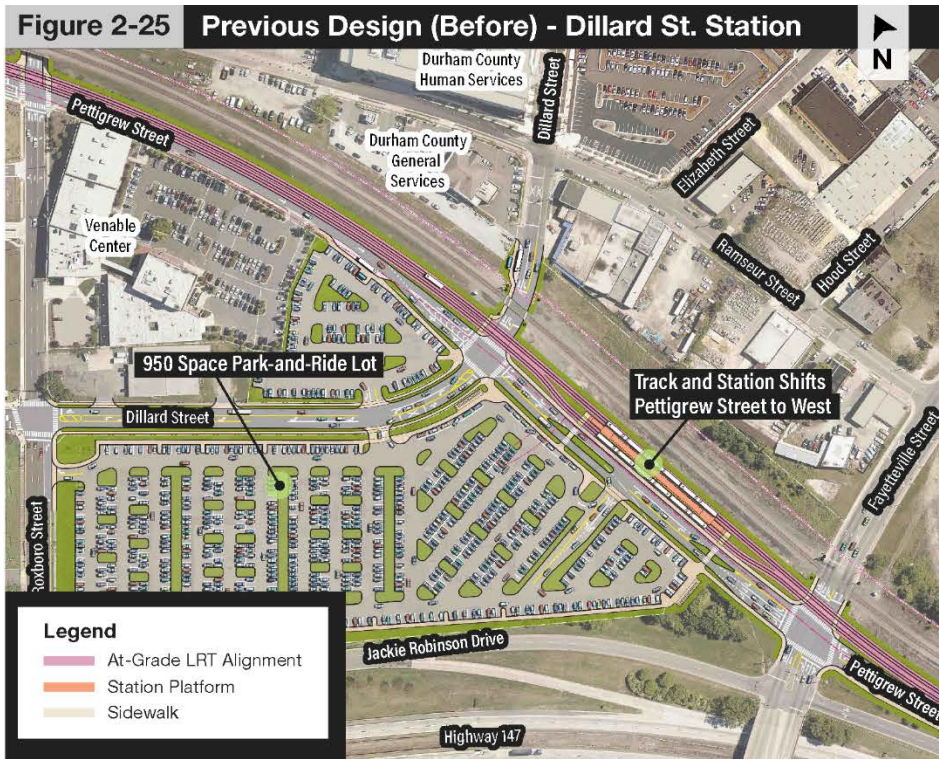 Figure 2-25
Previous Design (Before) - Dillard St. Station
N
Durham County
Human Services
Dillard Street
Pettigrew Street
Durham County
General
Services
Elizabeth Street
Venable
Center
Ramseur Street
Hood Street
950 Space Park-and-Ride Lot
Track and Station Shifts
Pettigrew Street to West
Dillard Street
Fayetteville Street
Roxboro Street
Legend
At-Grade LRT Alignment
Station Platform
Sidewalk
Jackie Robinson Drive
Pettigrew Street
Highway 147